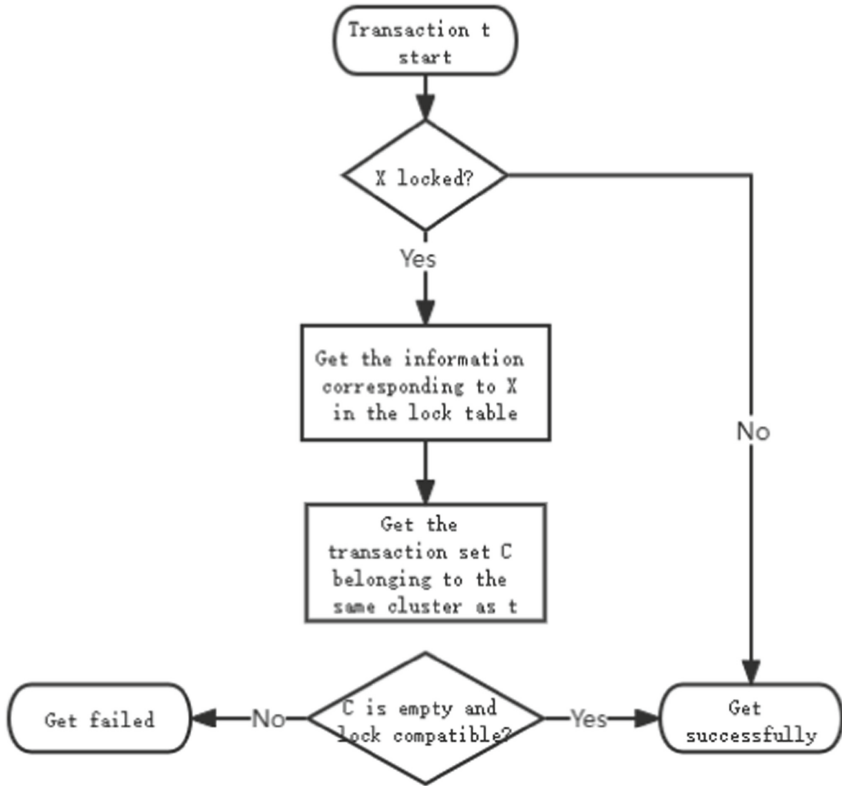 Transaction t
start
X locked?
Yes
Get the information
corresponding to X
in the lock table
No
Get the
transaction set C
belonging to the
same cluster as t
Get failed
No
C is empty and
lock compatible?
Yes
Get
successfully